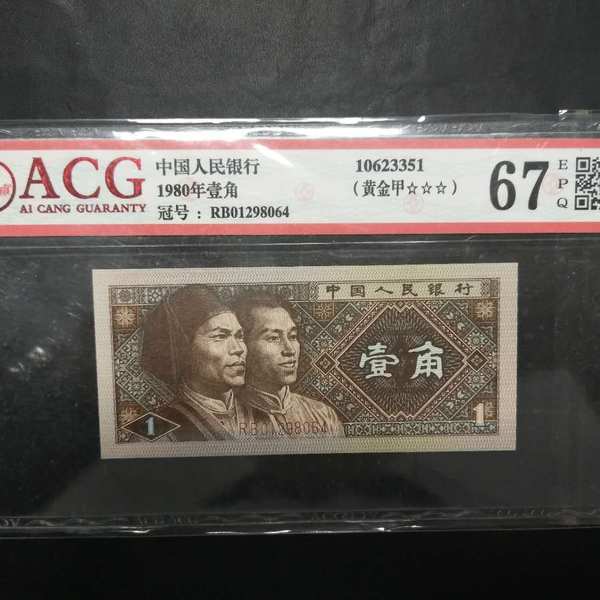 ACG
AI CANG GUARANTY
中国人民银行
1980年壹角
冠号：RB01298064
10623351
（黄金甲☆☆☆）
67
E
P
Q
中国人民银行
壹角
1
1
RB01298064